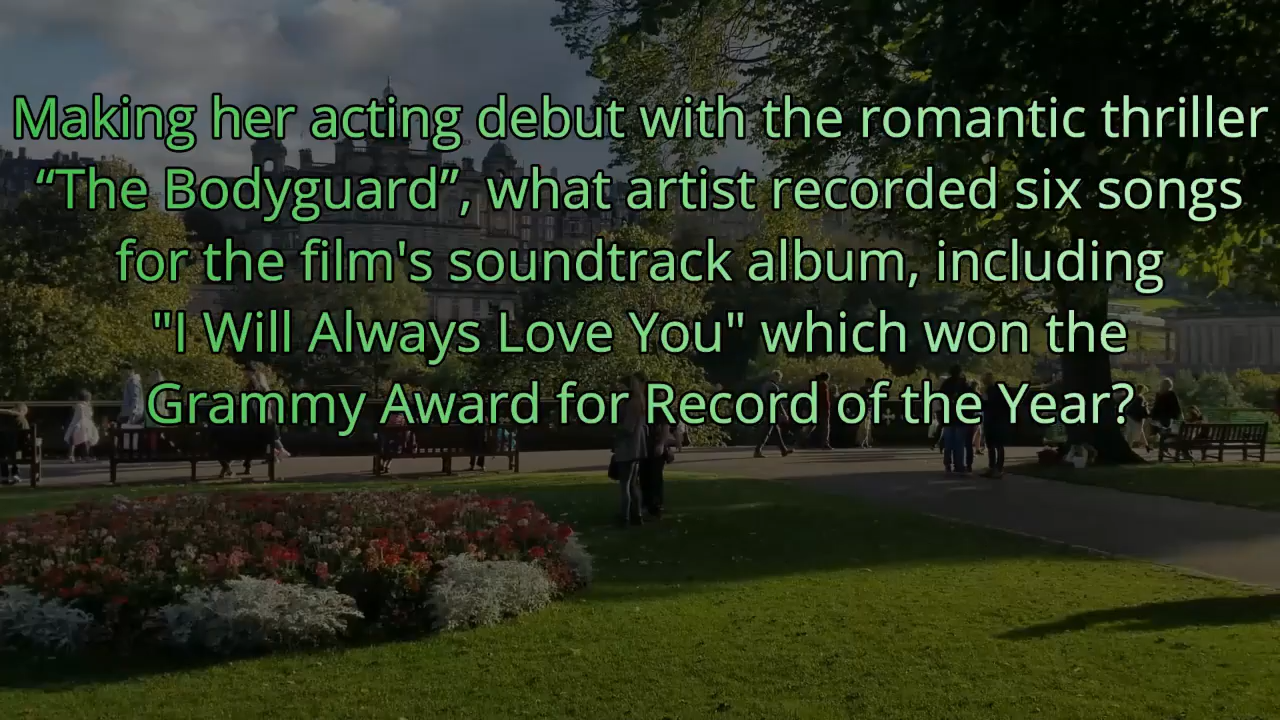 Making her acting debut with the romantic thriller
“The Bodyguard”, what artist recorded six songs
for the film's soundtrack album, including
"I Will Always Love You" which won the
Grammy Award for Record of the Year?